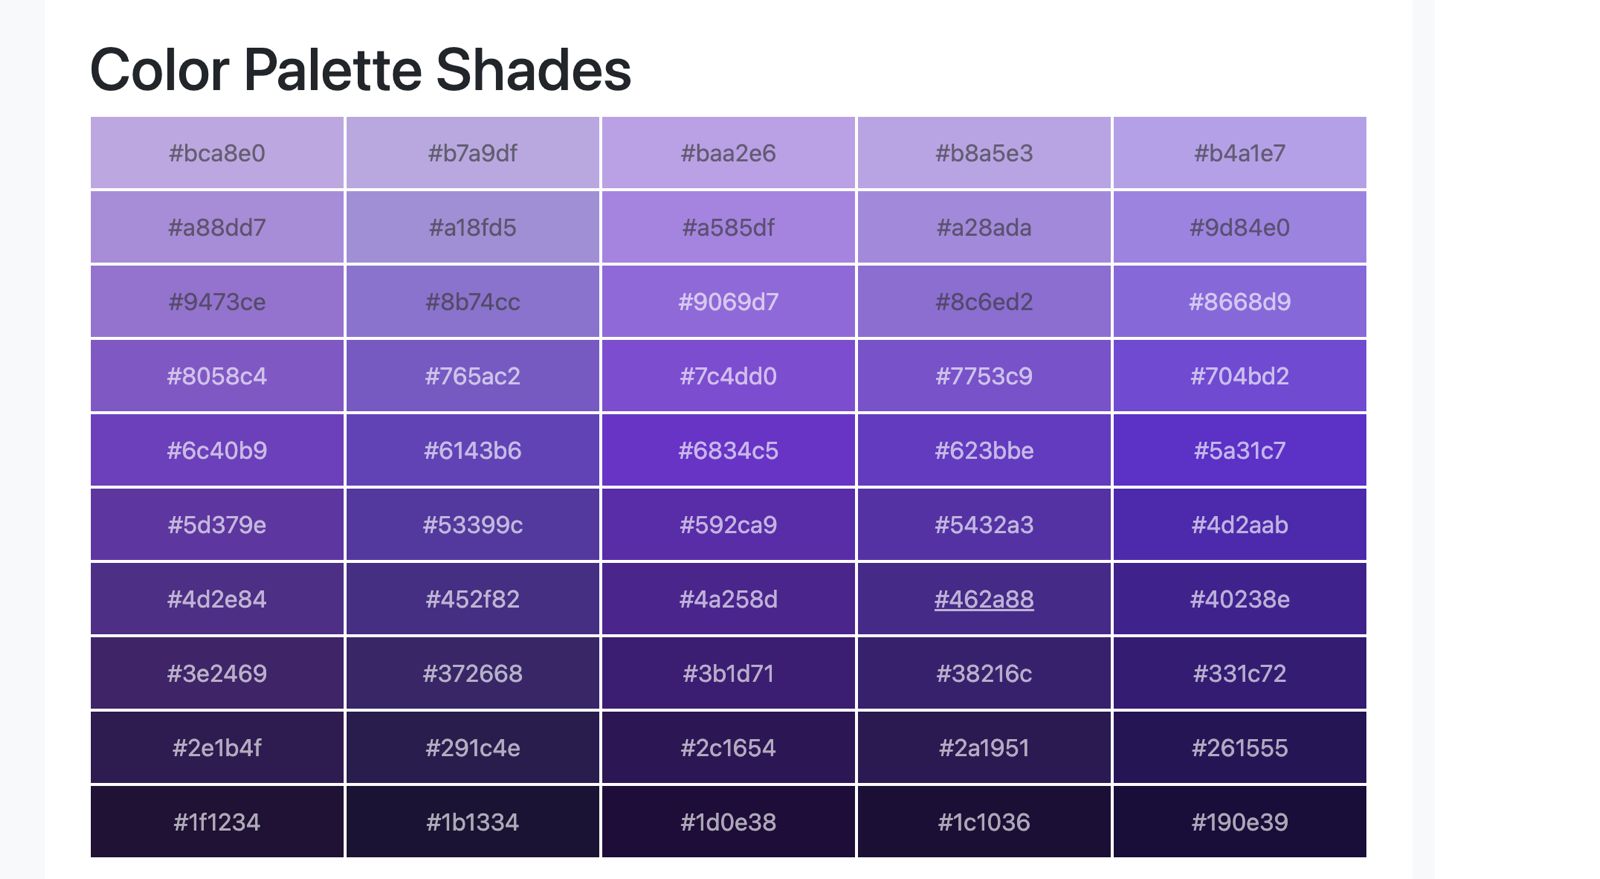 Color Palette Shades
#bca8e0 #b7a9df #baa2e6 #b8a5e3 #b4a1e7
#a88dd7 #a18fd5 #a585df #a28ada #9d84e0
#9473ce #8b74cc #9069d7 #8c6ed2 #8668d9
#8058c4 #765ac2 #7c4dd0 #7753c9 #704bd2
#6c40b9 #6143b6 #6834c5 #623bbe #5a31c7
#5d379e #53399c #592ca9 #5432a3 #4d2aab
#4d2e84 #452f82 #4a258d #462a88 #40238e
#3e2469 #372668 #3b1d71 #38216c #331c72
#2e1b4f #291c4e #2c1654 #2a1951 #261555
#1f1234 #1b1334 #1d0e38 #1c1036 #190e39